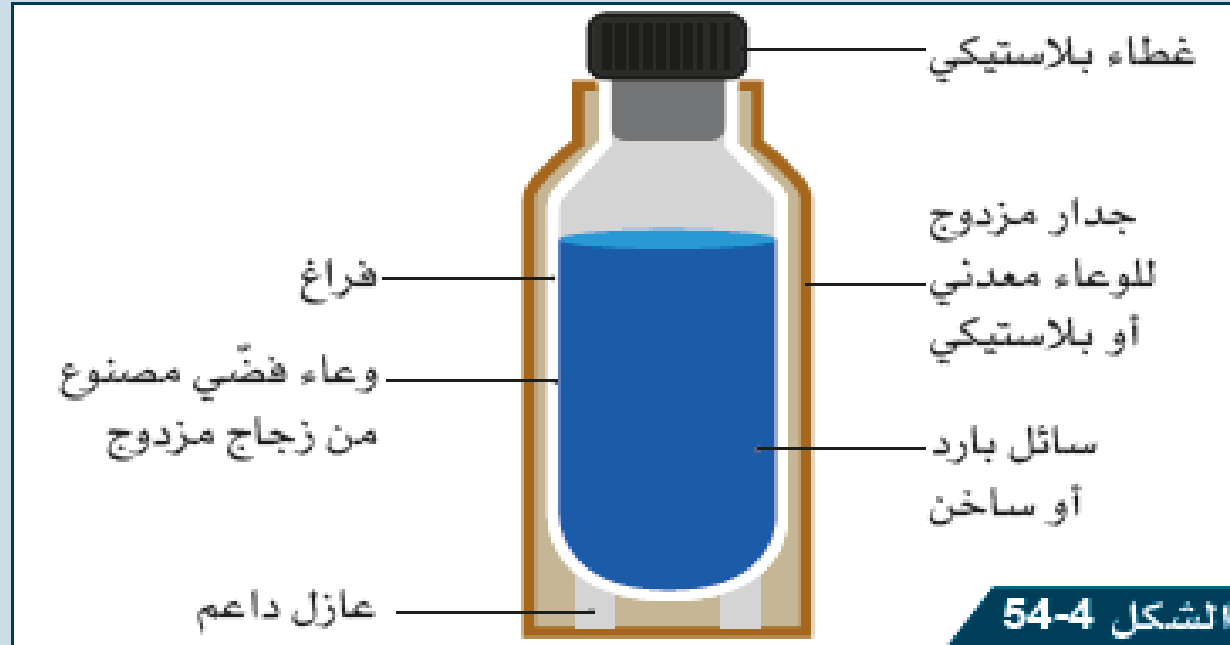 غطاء بلاستيكي
جدار مزدوج
للوعاء معدني
أو بلاستيكي
فراغ
وعاء فضّي مصنوع
من زجاج مزدوج
سائل بارد
أو ساخن
عازل داعم
الشكل 4-54